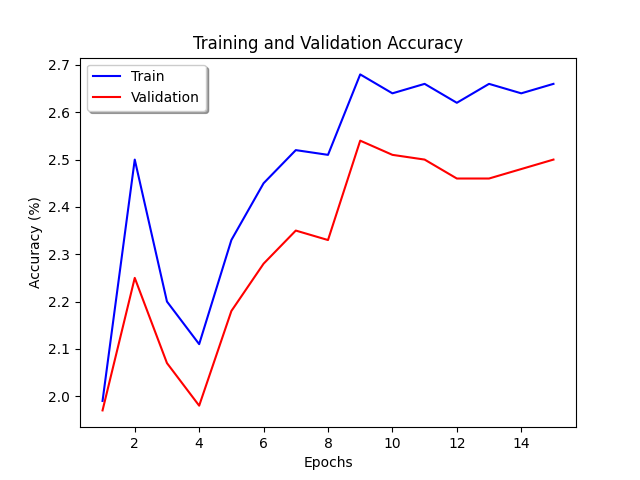 Training and Validation Accuracy
Train
Validation
2.7
2.6
2.5
2.4
2.3
2.2
2.1
2.0
Accuracy (%)
2 4 6 8 10 12 14
Epochs